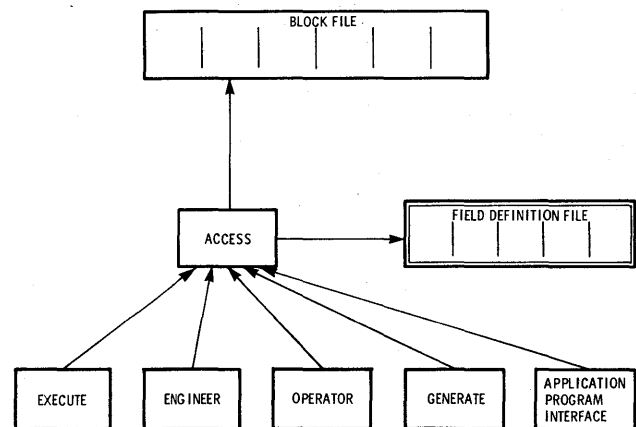 BLOCK FILE
FIELD DEFINITION FILE
ACCESS
EXECUTE
ENGINEER
OPERATOR
GENERATE
APPLICATION
PROGRAM
INTERFACE